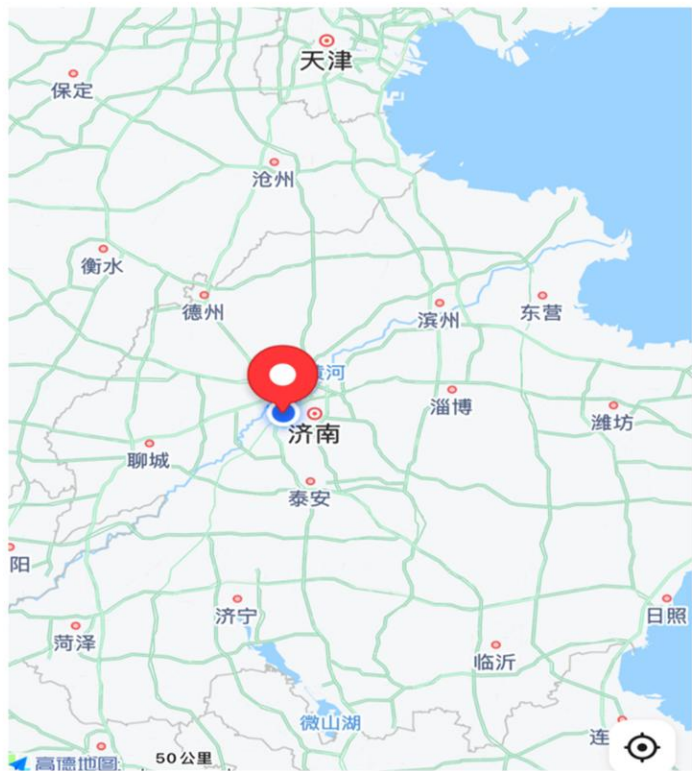 天津
保定
沧州
衡水
德州
滨州
东营
黄河
淄博
潍坊
济南
聊城
泰安
阳
济宁
日照
菏泽
临沂
微山湖
连
高德地图
50 公里